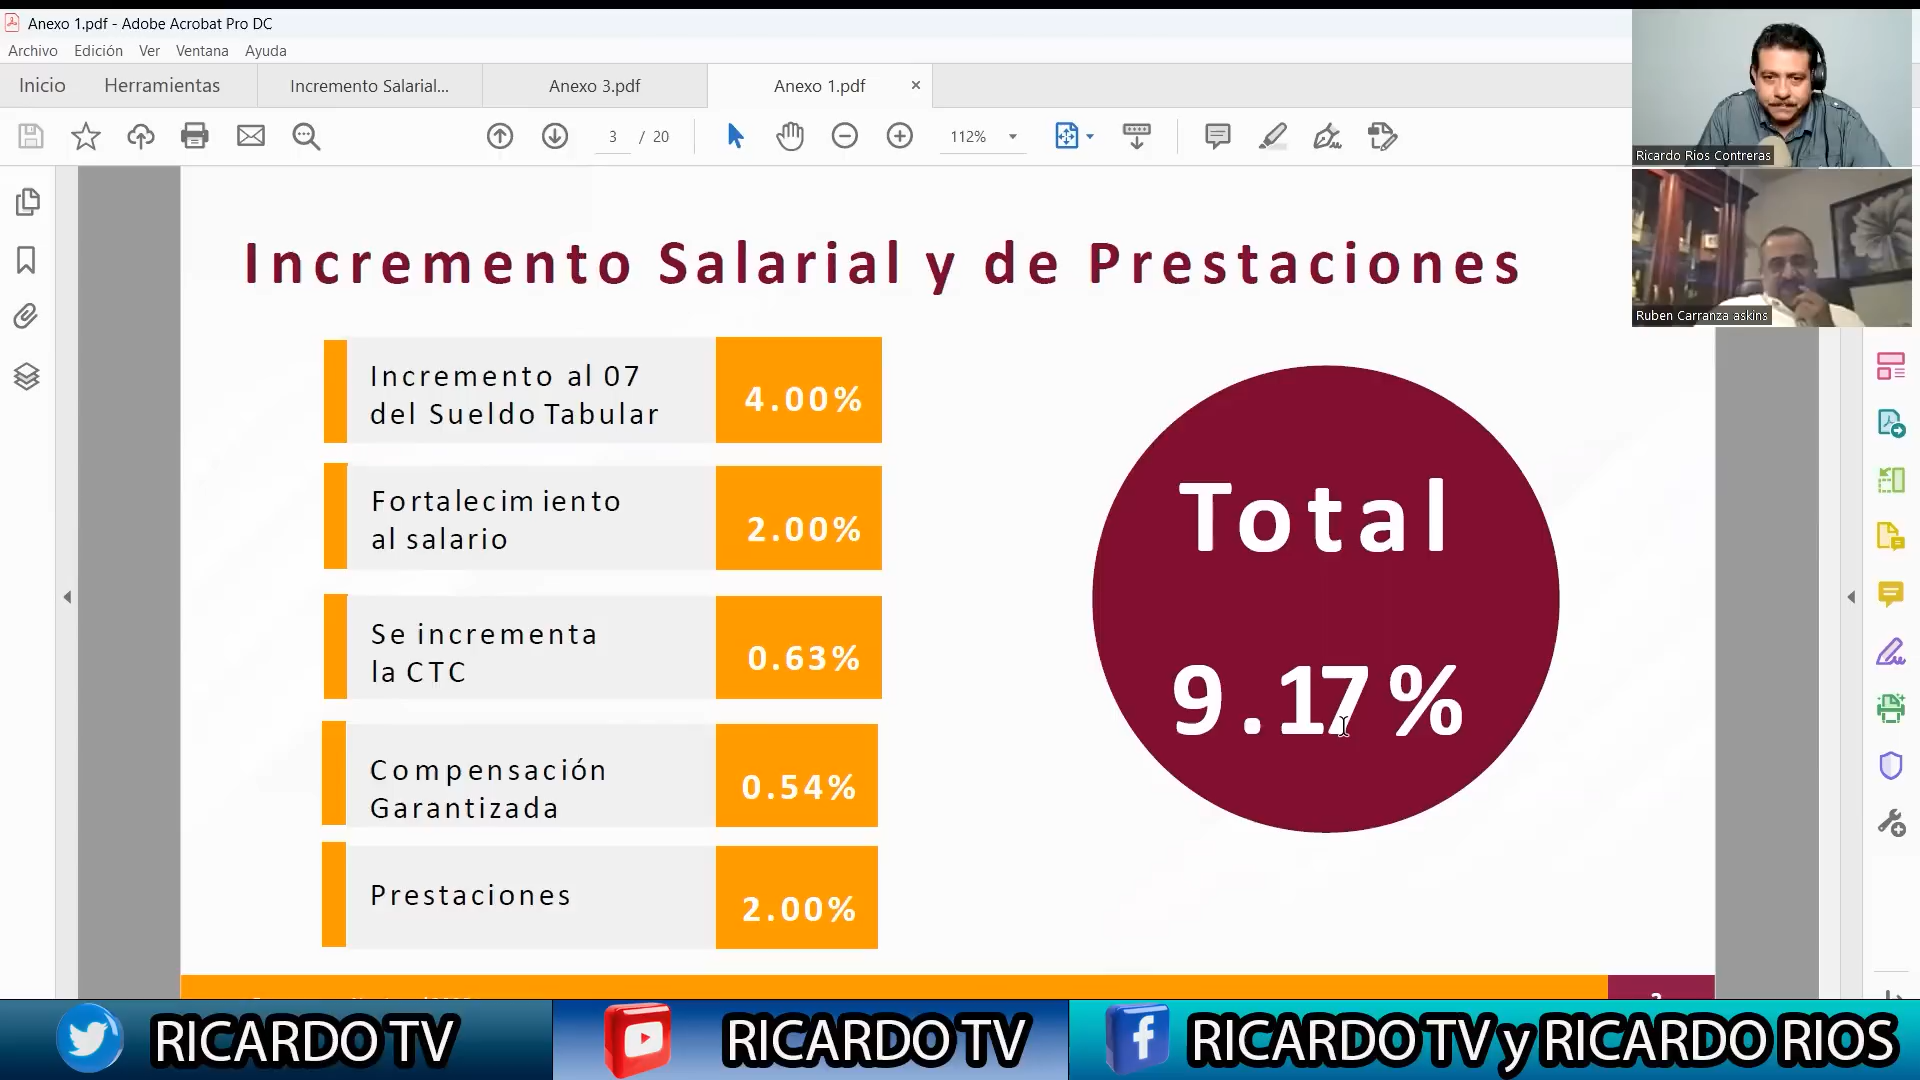 Anexo 1.pdf - Adobe Acrobat Pro DC
Archivo Edición Ver Ventana Ayuda
Inicio Herramientas Incremento Salarial... Anexo 3.pdf Anexo 1.pdf
3 / 20 112%
Ricardo Rios Contreras
Ruben Carranza askins
Incremento Salarial y de Prestaciones
Incremento al 07
del Sueldo Tabular
4.00%
Fortalecimiento
al salario
2.00%
Se incrementa
la CTC
0.63%
Compensación
Garantizada
0.54%
Prestaciones
2.00%
Total
9.17%
RICARDO TV
RICARDO TV
RICARDO TV y RICARDO RIOS